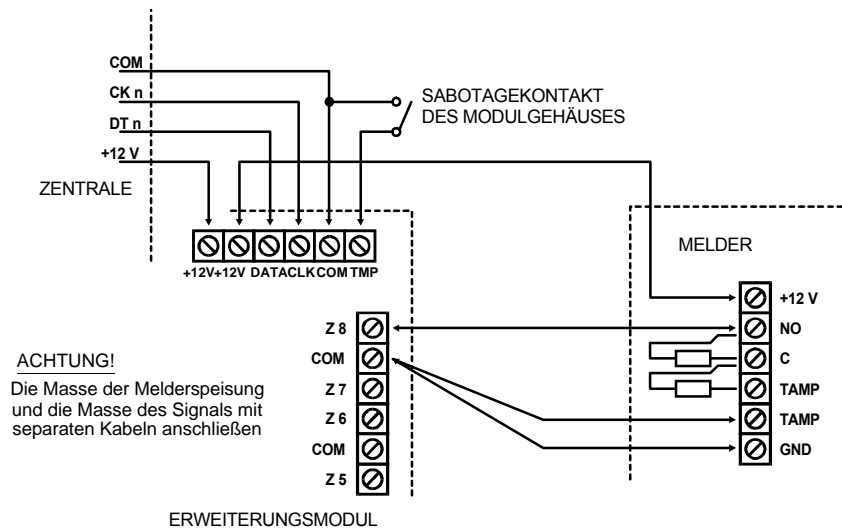 COM
CK n
DT n
+12 V
ZENTRALE
SABOTAGEKONTAKT
DES MODULGEHÄUSES
+12V+12V DATACLK COM TMP
MELDER
+12 V
NO
C
TAMP
TAMP
GND
Z 8
COM
Z 7
Z 6
COM
Z 5
ACHTUNG!
Die Masse der Melderspeisung
und die Masse des Signals mit
separaten Kabeln anschließen
ERWEITERUNGSMODUL